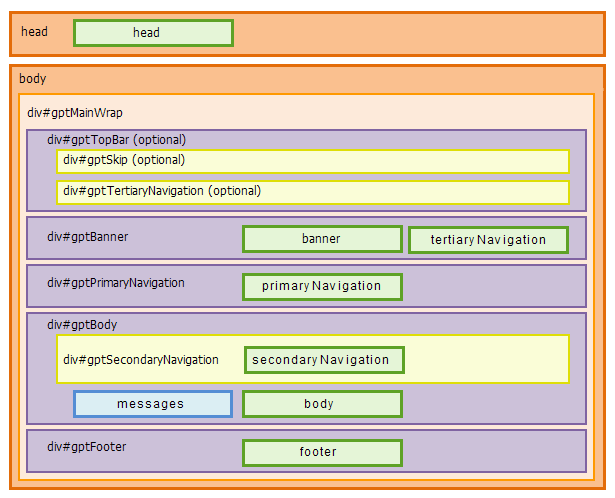 head head
body
div#gptMainWrap
div#gptTopBar (optional)
div#gptSkip (optional)
div#gptTertiaryNavigation (optional)
div#gptBanner banner tertiary Navigation
div#gptPrimaryNavigation primary Navigation
div#gptBody
div#gptSecondaryNavigation secondary Navigation
messages body
div#gptFooter footer